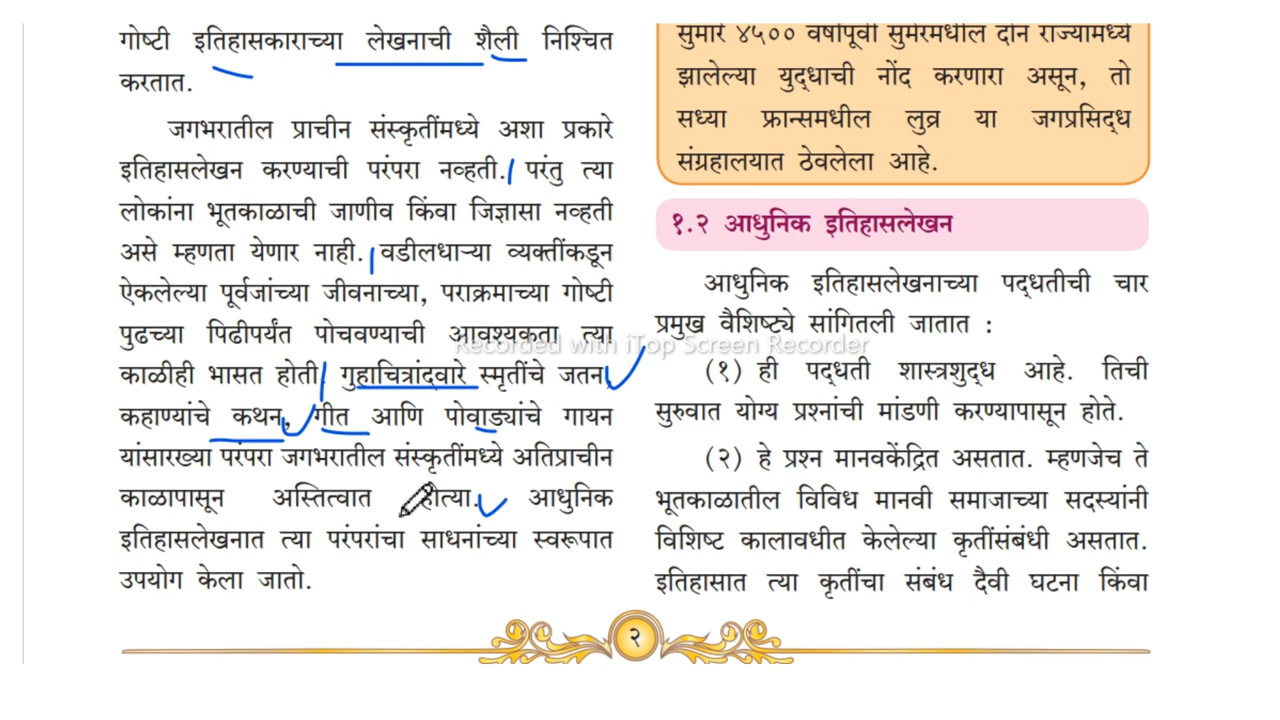 गोष्टी इतिहासकाराच्या लेखनाची शैली निश्चित
करतात.
जगभरातील प्राचीन संस्कृतींमध्ये अशा प्रकारे
इतिहासलेखन करण्याची परंपरा नव्हती. परंतु त्या
लोकांना भूतकाळाची जाणीव किंवा जिज्ञासा नव्हती
असे म्हणता येणार नाही. वडीलधाऱ्या व्यक्तींकडून
ऐकलेल्या पूर्वजांच्या जीवनाच्या, पराक्रमाच्या गोष्टी
पुढच्या पिढीपर्यंत पोचवण्याची आवश्यकता त्या
काळीही भासत होती. गुहाचित्रांद्वारे स्मृतींचे जतन,
कहाण्यांचे कथन, गीत आणि पोवाड्यांचे गायन
यांसारख्या परंपरा जगभरातील संस्कृतींमध्ये अतिप्राचीन
काळापासून अस्तित्वात होत्या. आधुनिक
इतिहासलेखनात त्या परंपरांचा साधनांच्या स्वरूपात
उपयोग केला जातो.
सुमारे ४५०० वर्षांपूर्वी सुमेरमधील दोन राज्यांमध्ये
झालेल्या युद्धाची नोंद करणारा असून, तो
सध्या फ्रान्समधील लुव्र या जगप्रसिद्ध
संग्रहालयात ठेवलेला आहे.
१.२ आधुनिक इतिहासलेखन
आधुनिक इतिहासलेखनाच्या पद्धतीची चार
प्रमुख वैशिष्ट्ये सांगितली जातात :
(१) ही पद्धती शास्त्रशुद्ध आहे. तिची
सुरुवात योग्य प्रश्नांची मांडणी करण्यापासून होते.
(२) हे प्रश्न मानवकेंद्रित असतात. म्हणजेच ते
भूतकाळातील विविध मानवी समाजाच्या सदस्यांनी
विशिष्ट कालावधीत केलेल्या कृतींसंबंधी असतात.
इतिहासात त्या कृतींचा संबंध दैवी घटना किंवा
२
Recorded with iTop Screen Recorder